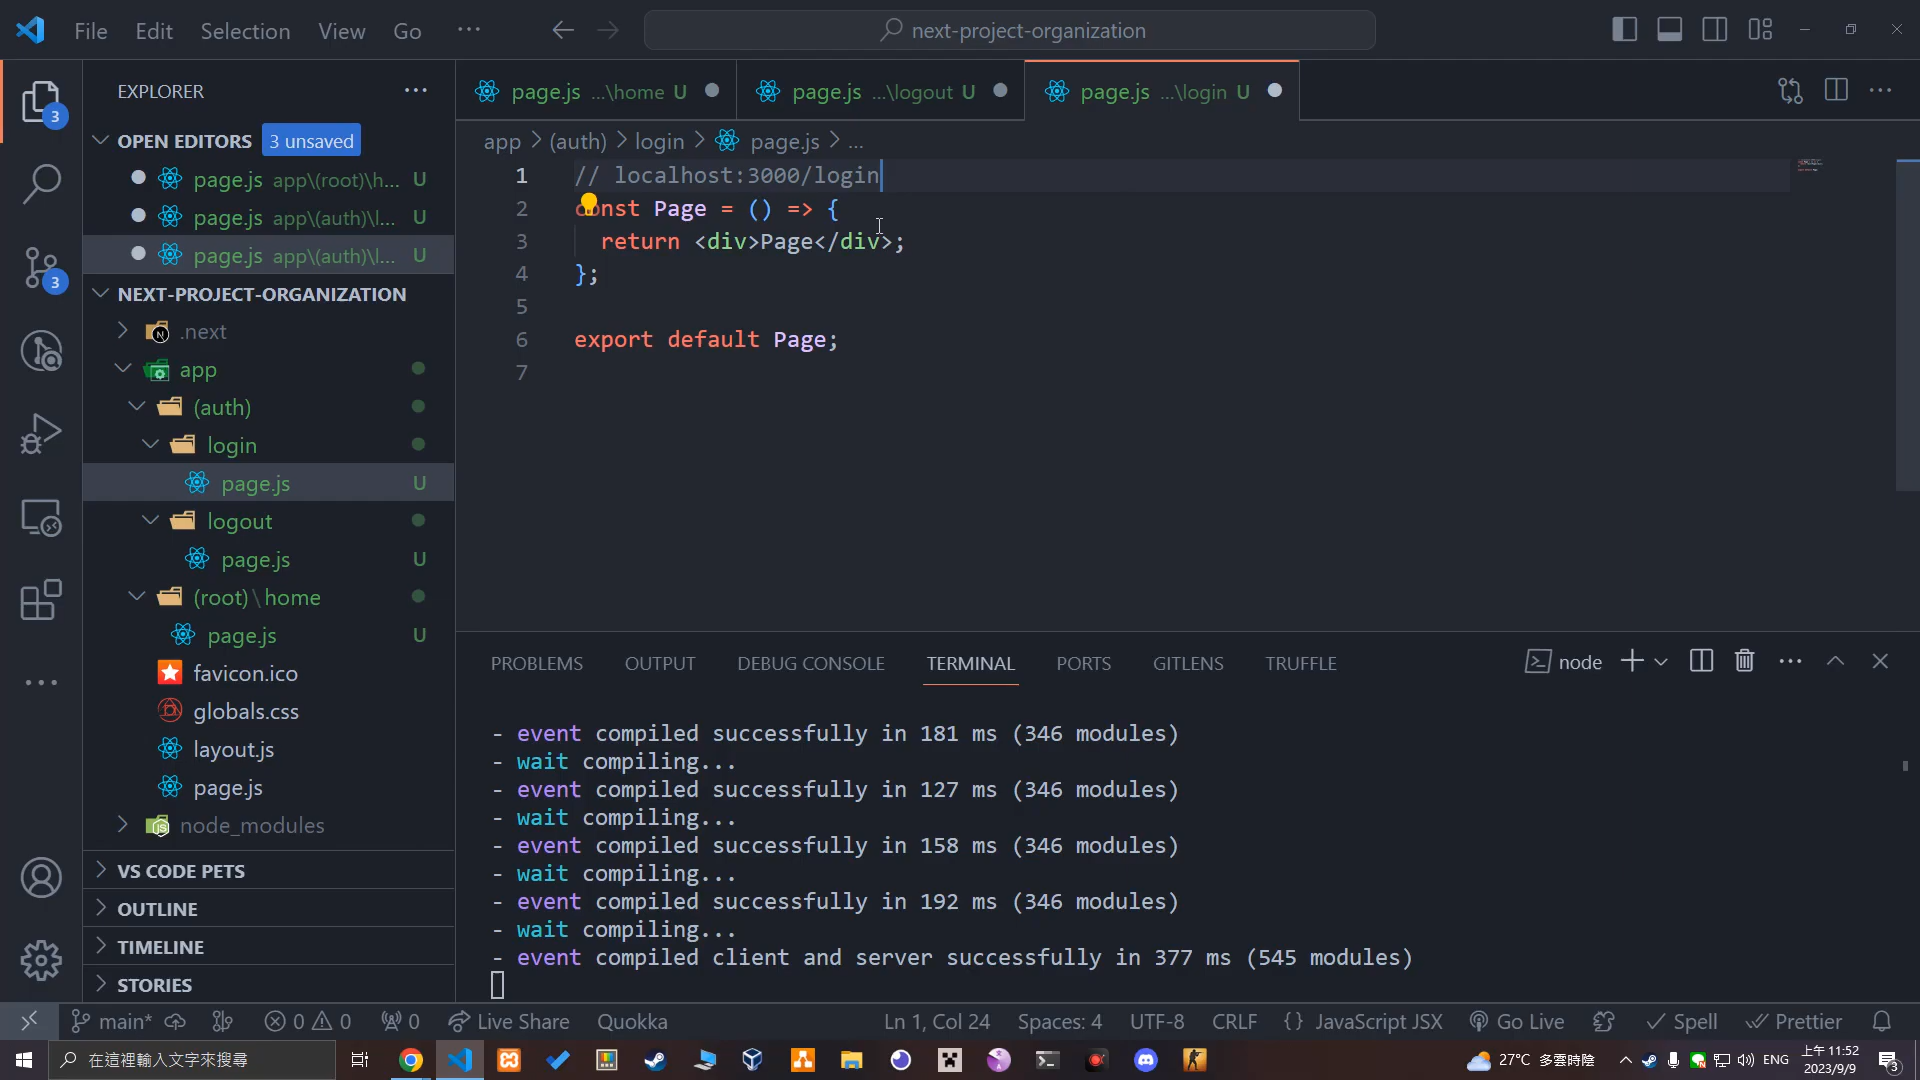 File Edit Selection View Go ···
next-project-organization
EXPLORER ···
OPEN EDITORS 3 unsaved
page.js app\(root)\h... U
page.js app\(auth)\l... U
page.js app\(auth)\l... U
NEXT-PROJECT-ORGANIZATION
.next
app
(auth)
login
page.js U
logout
page.js U
(root)\home
page.js U
favicon.ico
globals.css
layout.js
page.js
node_modules
VS CODE PETS
OUTLINE
TIMELINE
STORIES
3
3
page.js ...\home U
page.js ...\logout U
page.js ...\login U
app > (auth) > login > page.js > ...
1 // localhost:3000/login
2 const Page = () => {
3 return <div>Page</div>;
4 };
5
6 export default Page;
7
PROBLEMS OUTPUT DEBUG CONSOLE TERMINAL PORTS GITLENS TRUFFLE
node
- event compiled successfully in 181 ms (346 modules)
- wait compiling...
- event compiled successfully in 127 ms (346 modules)
- wait compiling...
- event compiled successfully in 158 ms (346 modules)
- wait compiling...
- event compiled successfully in 192 ms (346 modules)
- wait compiling...
- event compiled client and server successfully in 377 ms (545 modules)
main* 0 0 0 Live Share Quokka Ln 1, Col 24 Spaces: 4 UTF-8 CRLF {} JavaScript JSX Go Live Spell Prettier
在這裡輸入文字來搜尋
27°C 多雲時陰
ENG
上午 11:52
2023/9/9
3